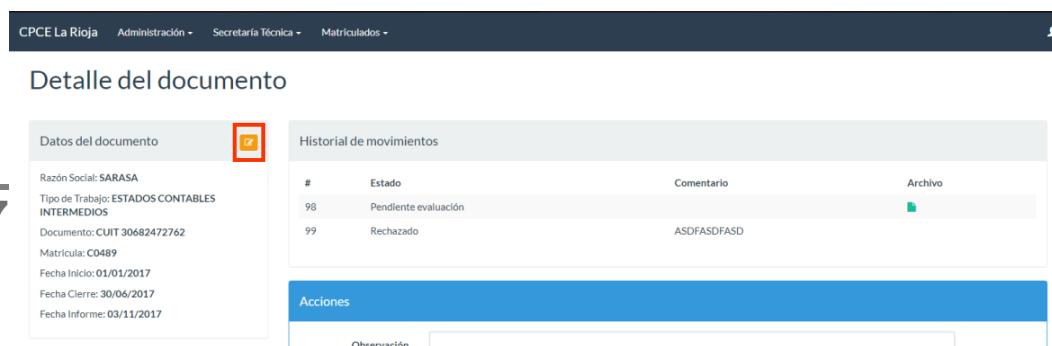 CPCE La Rioja Administración Secretaría Técnica Matriculados
Detalle del documento
Datos del documento
Razón Social: SARASA
Tipo de Trabajo: ESTADOS CONTABLES
INTERMEDIOS
Documento: CUIT 30682472762
Matricula: C0489
Fecha Inicio: 01/01/2017
Fecha Cierre: 30/06/2017
Fecha Informe: 03/11/2017
Historial de movimientos
# Estado Comentario Archivo
98 Pendiente evaluación
99 Rechazado ASDFASDFASD
Acciones
Observación